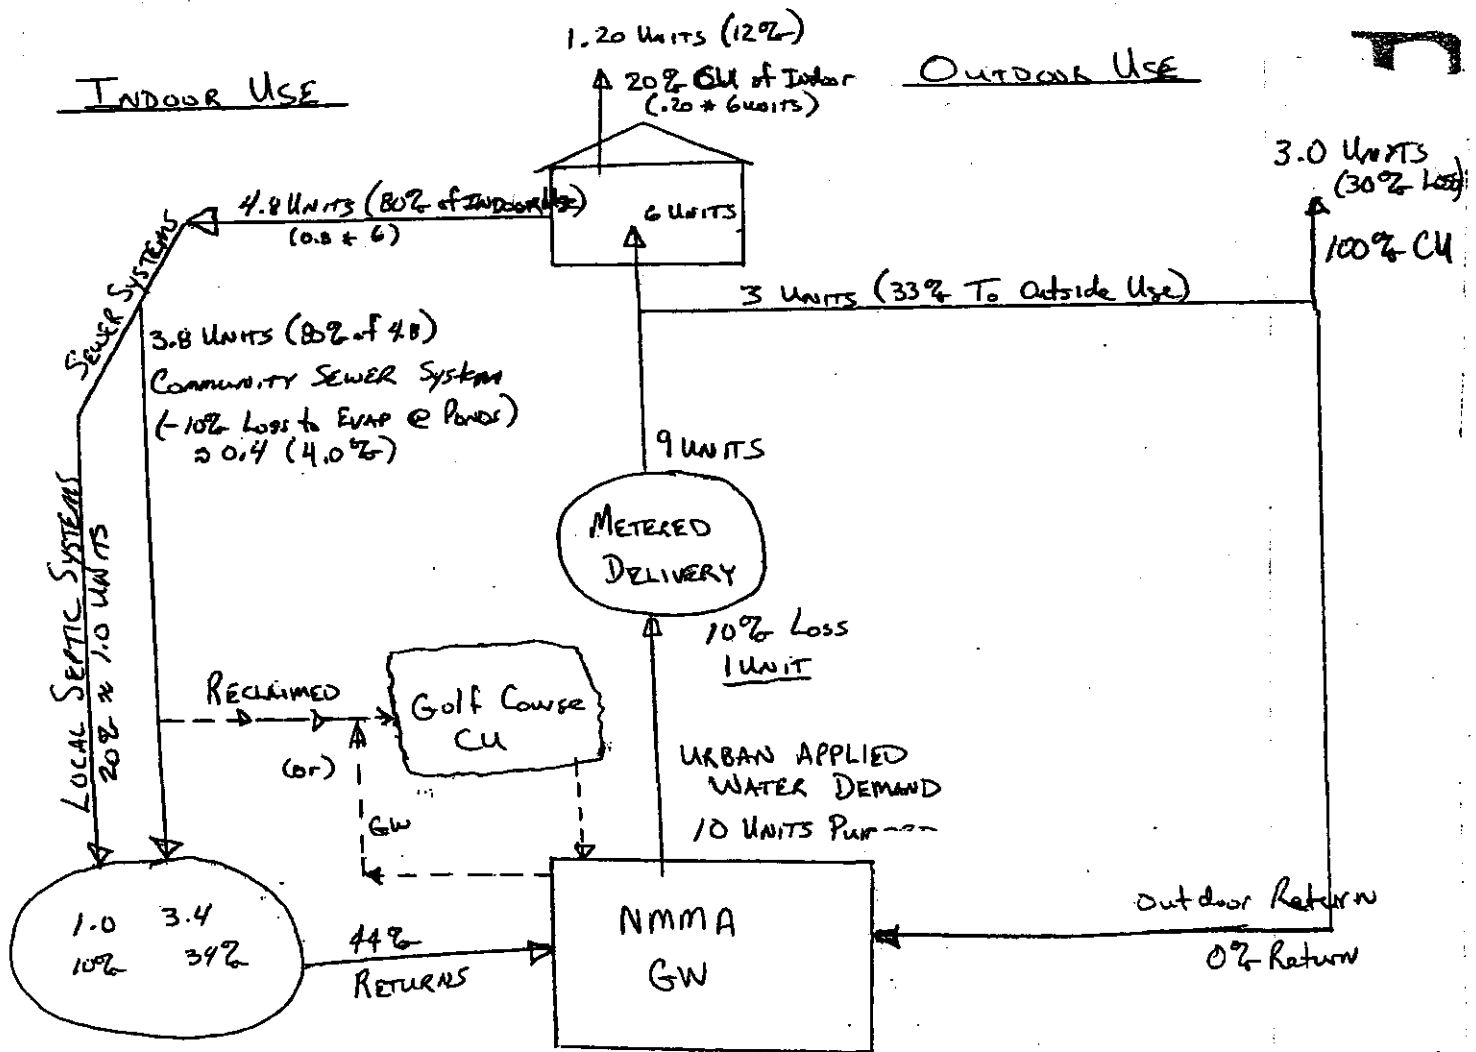 1.20 UNITS (12%)
INDOOR USE
20% CU of Indoor
(.20 * 6 UNITS)
OUTDOOR USE
3.0 UNITS
(30% Loss)
100% CU
4.8 UNITS (80% of INDOOR USE)
(0.8 * 6)
6 UNITS
3 UNITS (33% To Outside Use)
SEWER SYSTEMS
3.8 UNITS (80% of 4.8)
COMMUNITY SEWER System
(-10% Loss to EVAP @ PONDS)
≈ 0.4 (4.0%)
9 UNITS
METERED
DELIVERY
10% Loss
1 UNIT
LOCAL SEPTIC SYSTEMS
20% ≈ 1.0 UNITS
RECLAIMED
(or)
Golf Course
CU
GW
URBAN APPLIED
WATER DEMAND
10 UNITS
1.0 3.4
10% 34%
44%
RETURNS
NMMA
GW
Outdoor Return
0% Return